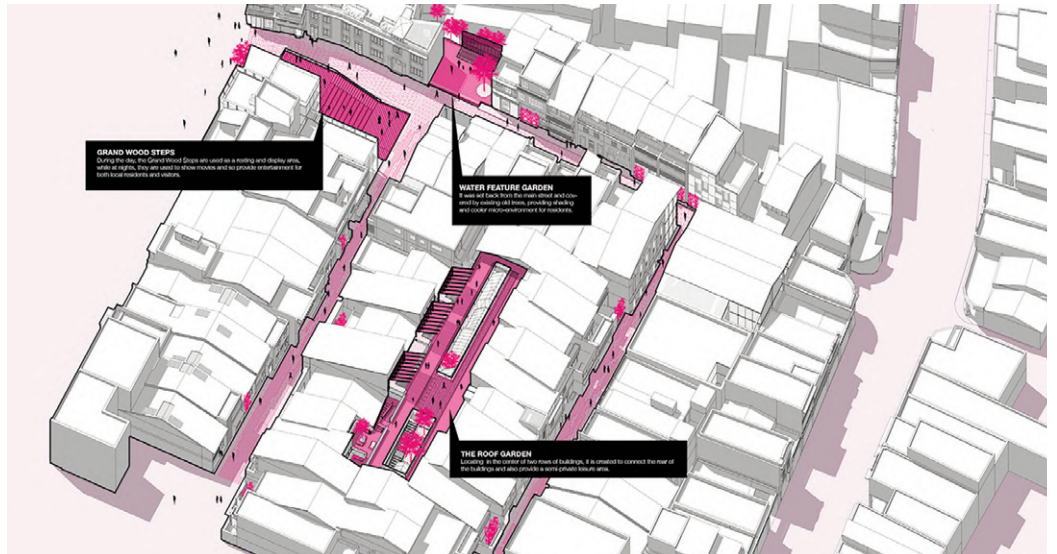 GRAND WOOD STEPS
During the day, the Grand Wood Steps are used as a resting and display area,
while at nights, they are used to show movies and so provide entertainment for
both local residents and visitors.
WATER FEATURE GARDEN
It was set back from the main street and cov-
ered by existing old trees, providing shading
and cooler micro-environment for residents.
THE ROOF GARDEN
Locating in the center of two rows of buildings, it is created to connect the rear of
the buildings and also provide a semi-private leisure area.